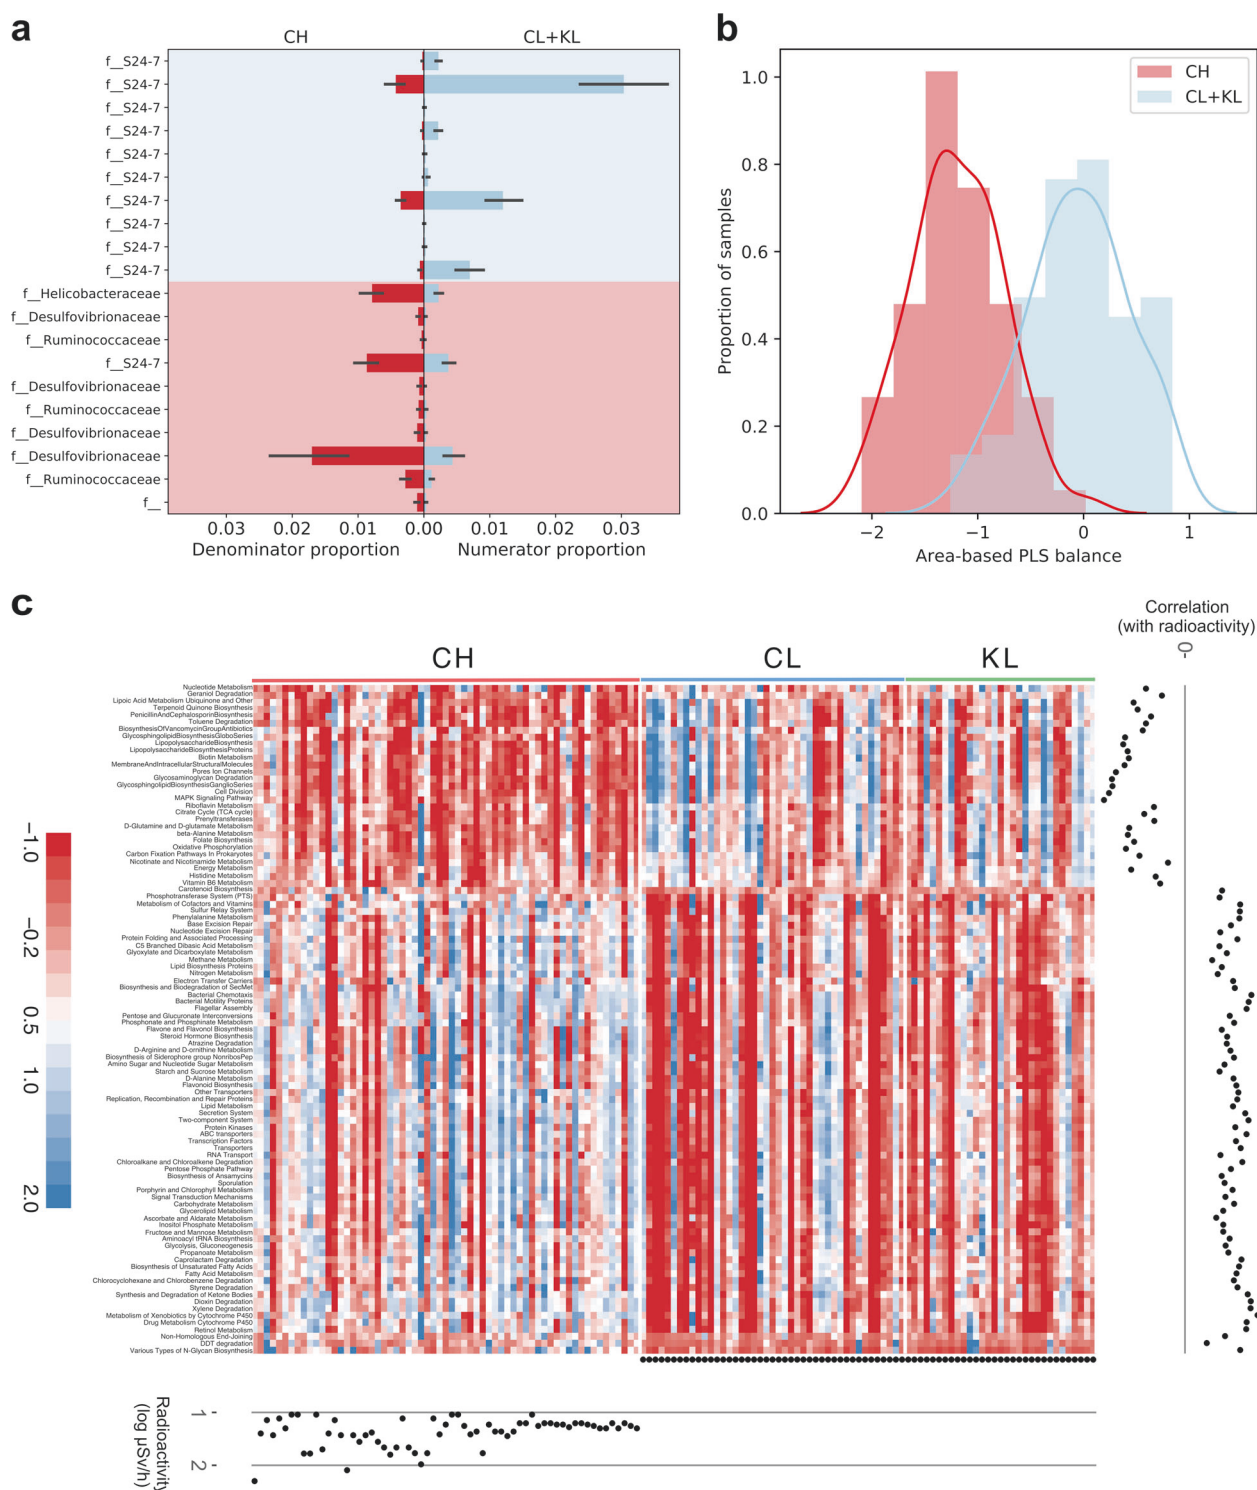 a
CH
CL+KL
f__S24-7
f__S24-7
f__S24-7
f__S24-7
f__S24-7
f__S24-7
f__S24-7
f__S24-7
f__S24-7
f__S24-7
f__Helicobacteraceae
f__Desulfovibrionaceae
f__Ruminococcaceae
f__S24-7
f__Desulfovibrionaceae
f__Ruminococcaceae
f__Desulfovibrionaceae
f__Desulfovibrionaceae
f__Ruminococcaceae
f__
0.03 0.02 0.01 0.00 0.01 0.02 0.03
Denominator proportion Numerator proportion
b
CH
CL+KL
Proportion of samples
1.0
0.8
0.6
0.4
0.2
0.0
−2 −1 0 1
Area-based PLS balance
c
Correlation
(with radioactivity)
0
CH CL KL
Nucleotide Metabolism
Geraniol Degradation
Lipoic Acid Metabolism Ubiquinone and Other
Terpenoid Quinone Biosynthesis
PenicillinAndCephalosporinBiosynthesis
Toluene Degradation
BiosynthesisOfVancomycinGroupAntibiotics
GlycosphingolipidBiosynthesisGloboSeries
LipopolysaccharideBiosynthesis
LipopolysaccharideBiosynthesisProteins
Biotin Metabolism
MembraneAndIntracellularStructuralMolecules
Pores Ion Channels
Glycosaminoglycan Degradation
GlycosphingolipidBiosynthesisGanglioSeries
Cell Division
MAPK Signaling Pathway
Riboflavin Metabolism
Citrate Cycle (TCA cycle)
Prenyltransferases
D-Glutamine and D-glutamate Metabolism
beta-Alanine Metabolism
Folate Biosynthesis
Oxidative Phosphorylation
Carbon Fixation Pathways In Prokaryotes
Nicotinate and Nicotinamide Metabolism
Energy Metabolism
Histidine Metabolism
Vitamin B6 Metabolism
Carotenoid Biosynthesis
Phosphotransferase System (PTS)
Metabolism of Cofactors and Vitamins
Sulfur Relay System
Phenylalanine Metabolism
Base Excision Repair
Nucleotide Excision Repair
Protein Folding and Associated Processing
C5 Branched Dibasic Acid Metabolism
Glyoxylate and Dicarboxylate Metabolism
Methane Metabolism
Lipid Biosynthesis Proteins
Nitrogen Metabolism
Electron Transfer Carriers
Biosynthesis and Biodegradation of SecMet
Bacterial Chemotaxis
Bacterial Motility Proteins
Flagellar Assembly
Pentose and Glucuronate Interconversions
Phosphonate and Phosphinate Metabolism
Flavone and Flavonol Biosynthesis
Steroid Hormone Biosynthesis
Atrazine Degradation
D-Arginine and D-ornithine Metabolism
Biosynthesis of Siderophore group NonribosPep
Amino Sugar and Nucleotide Sugar Metabolism
Starch and Sucrose Metabolism
D-Alanine Metabolism
Flavonoid Biosynthesis
Other Transporters
Replication, Recombination and Repair Proteins
Lipid Metabolism
Secretion System
Two-component System
Protein Kinases
ABC transporters
Transcription Factors
Transporters
RNA Transport
Chloroalkane and Chloroalkene Degradation
Pentose Phosphate Pathway
Biosynthesis of Ansamycins
Sporulation
Porphyrin and Chlorophyll Metabolism
Signal Transduction Mechanisms
Carbohydrate Metabolism
Glycerolipid Metabolism
Ascorbate and Aldarate Metabolism
Inositol Phosphate Metabolism
Fructose and Mannose Metabolism
Aminoacyl tRNA Biosynthesis
Glycolysis, Gluconeogenesis
Propanoate Metabolism
Caprolactam Degradation
Biosynthesis of Unsaturated Fatty Acids
Fatty Acid Metabolism
Chlorocyclohexane and Chlorobenzene Degradation
Styrene Degradation
Synthesis and Degradation of Ketone Bodies
Dioxin Degradation
Xylene Degradation
Metabolism of Xenobiotics by Cytochrome P450
Drug Metabolism Cytochrome P450
Retinol Metabolism
Non-Homologous End-Joining
DDT degradation
Various Types of N-Glycan Biosynthesis
−1.0
−0.2
0.5
1.0
2.0
Radioactivity
(log µSv/h)
1
2